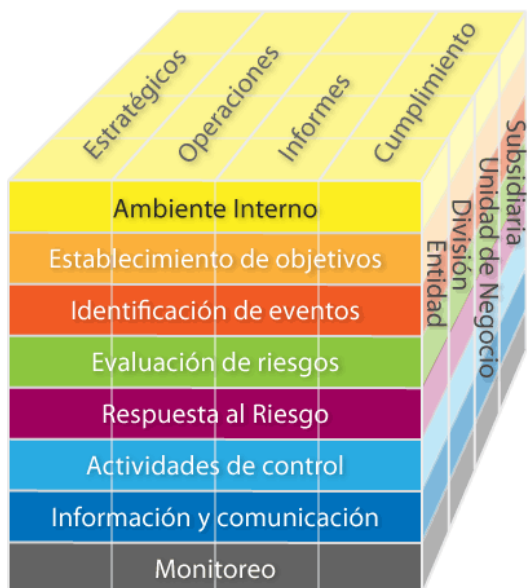 Estratégicos
Operaciones
Informes
Cumplimiento
Ambiente Interno
Establecimiento de objetivos
Identificación de eventos
Evaluación de riesgos
Respuesta al Riesgo
Actividades de control
Información y comunicación
Monitoreo
Entidad
División
Unidad de Negocio
Subsidiaria